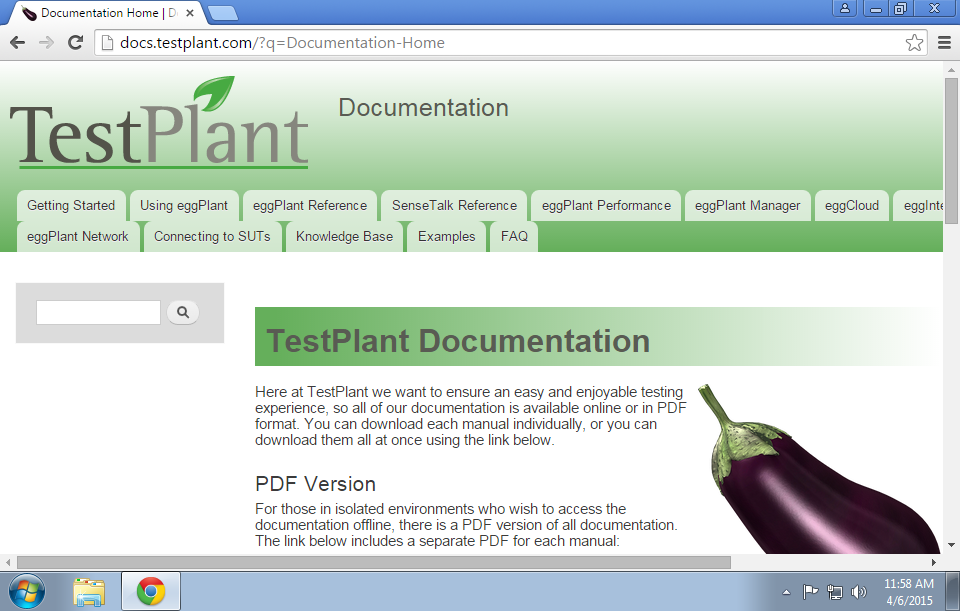 Documentation Home | D
docs.testplant.com/?q=Documentation-Home
TestPlant
Documentation
Getting Started Using eggPlant eggPlant Reference SenseTalk Reference eggPlant Performance eggPlant Manager eggCloud eggInte
eggPlant Network Connecting to SUTs Knowledge Base Examples FAQ
TestPlant Documentation
Here at TestPlant we want to ensure an easy and enjoyable testing
experience, so all of our documentation is available online or in PDF
format. You can download each manual individually, or you can
download them all at once using the link below.
PDF Version
For those in isolated environments who wish to access the
documentation offline, there is a PDF version of all documentation.
The link below includes a separate PDF for each manual:
11:58 AM
4/6/2015